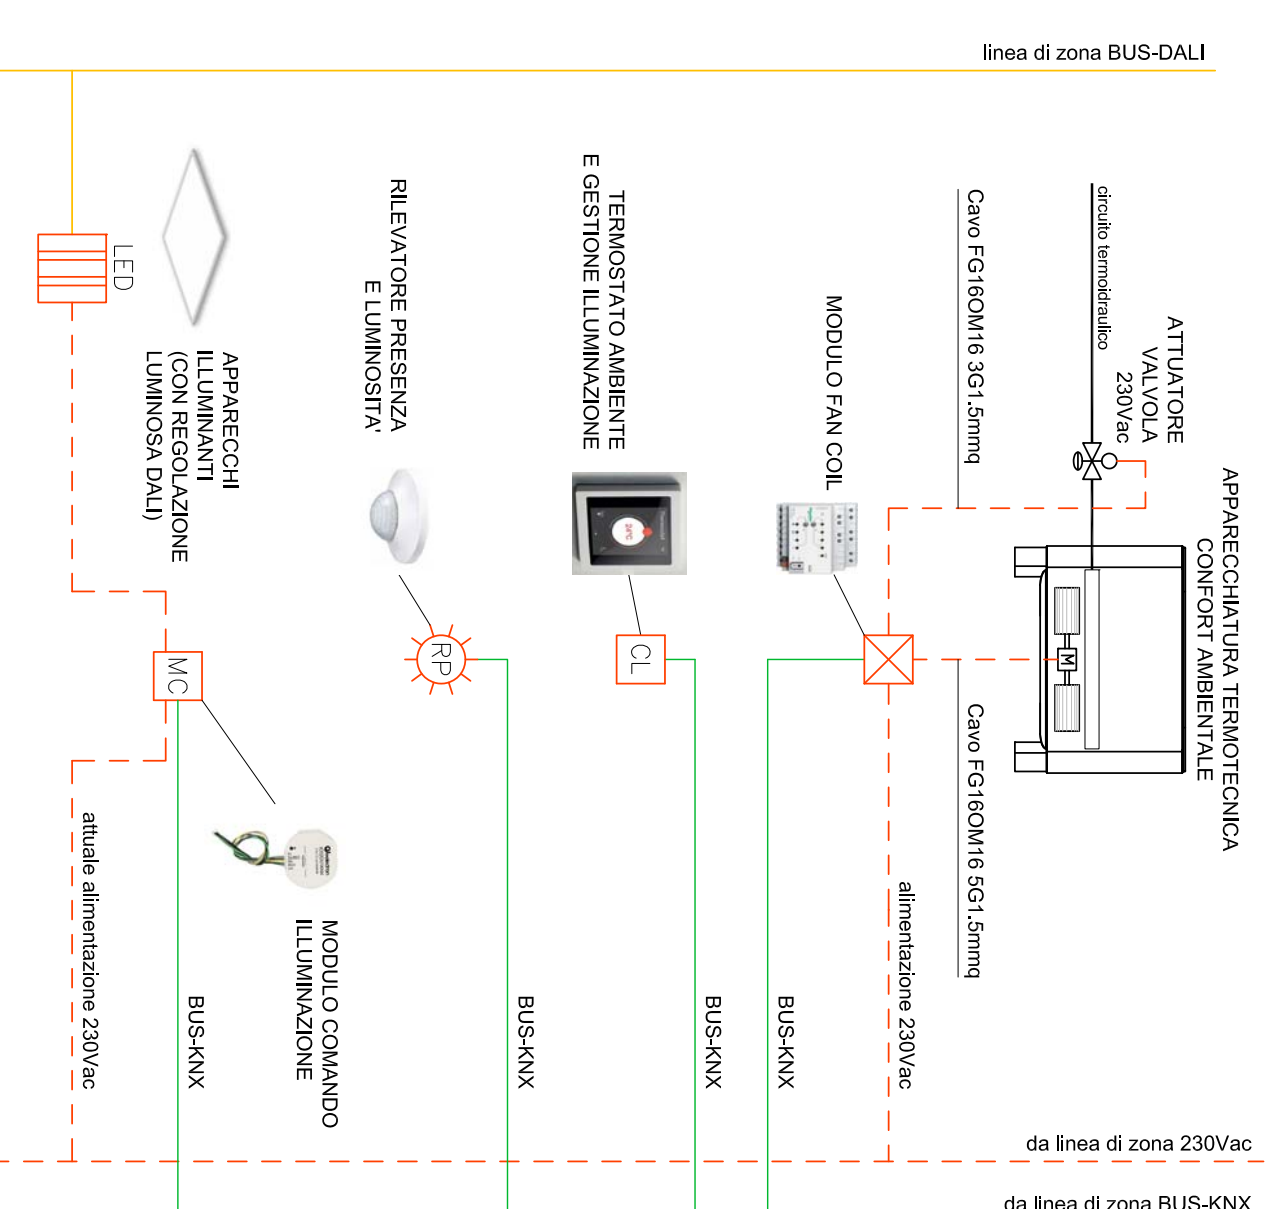 linea di zona BUS-DALI
LED
APPARECCHI
ILLUMINANTI
(CON REGOLAZIONE
LUMINOSA DALI)
RILEVATORE PRESENZA
E LUMINOSITA'
TERMOSTATO AMBIENTE
E GESTIONE ILLUMINAZIONE
MODULO FAN COIL
Cavo FG16OM16 3G1.5mmq
circuito termoidraulico
ATTUATORE
VALVOLA
230Vac
APPARECCHIATURA TERMOTECNICA
CONFORT AMBIENTALE
24°C
MC
RP
CL
M
Cavo FG16OM16 5G1.5mmq
attuale alimentazione 230Vac
BUS-KNX
MODULO COMANDO
ILLUMINAZIONE
BUS-KNX
BUS-KNX
BUS-KNX
alimentazione 230Vac
da linea di zona 230Vac
da linea di zona BUS-KNX